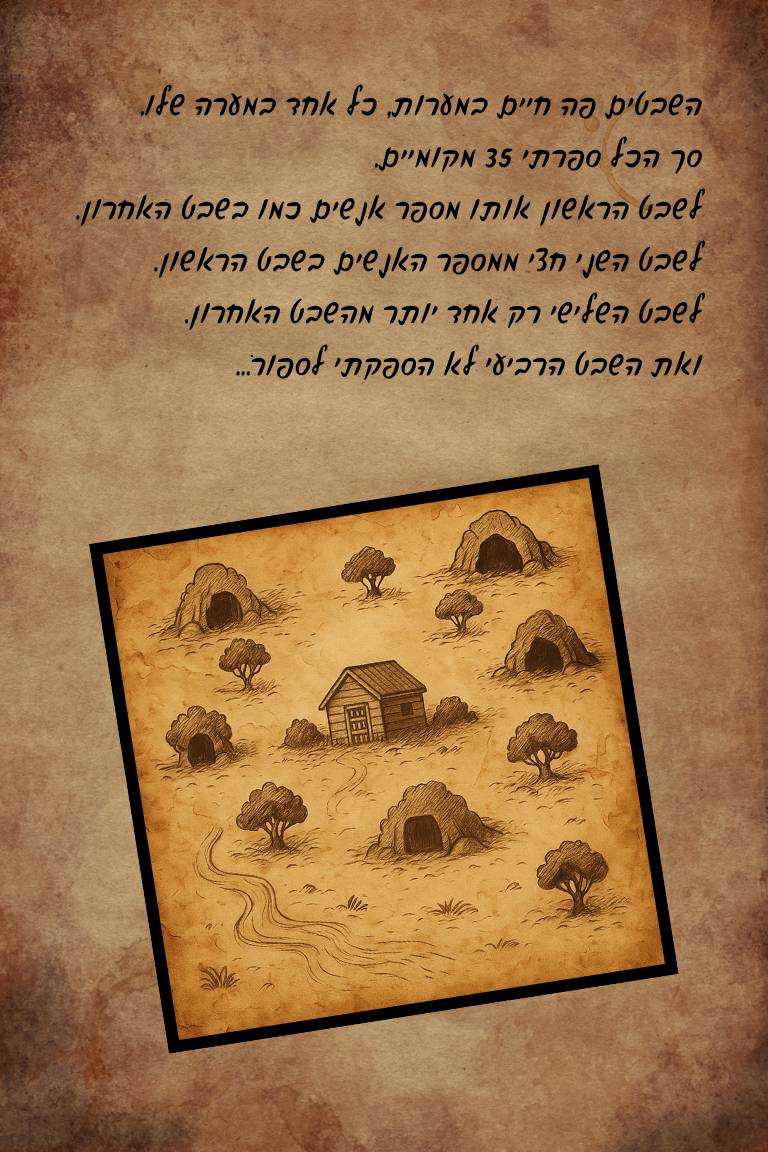 השבטים פה חיים במערות, כל אחד במערה שלו.
סך הכל ספרתי 35 מקומיים.
לשבט הראשון אותו מספר אנשים כמו בשבט האחרון.
לשבט השני חצי ממספר האנשים בשבט הראשון.
לשבט השלישי רק אחד יותר מהשבט האחרון.
ואת השבט הרביעי לא הספקתי לספור...